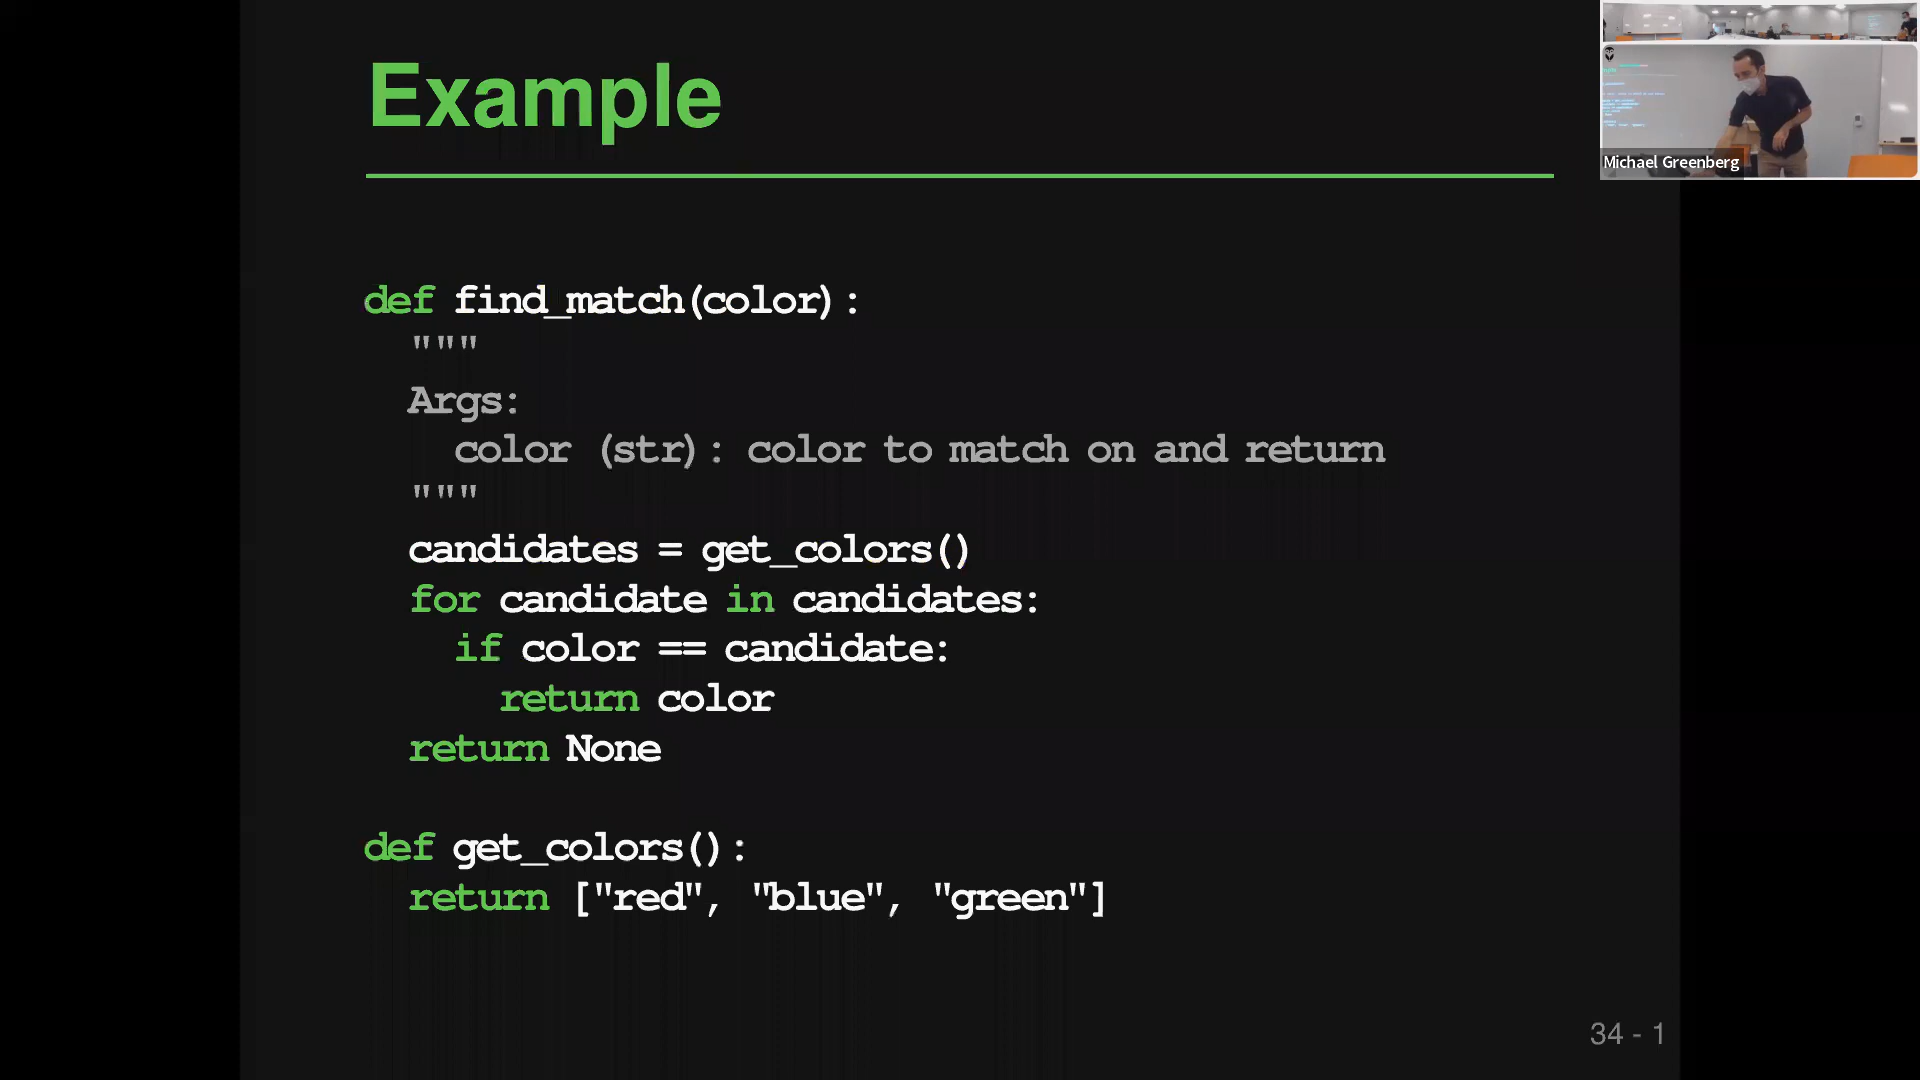 Example
Michael Greenberg
def find_match(color):
"""
Args:
color (str): color to match on and return
"""
candidates = get_colors()
for candidate in candidates:
if color == candidate:
return color
return None
def get_colors():
return ["red", "blue", "green"]
34 - 1